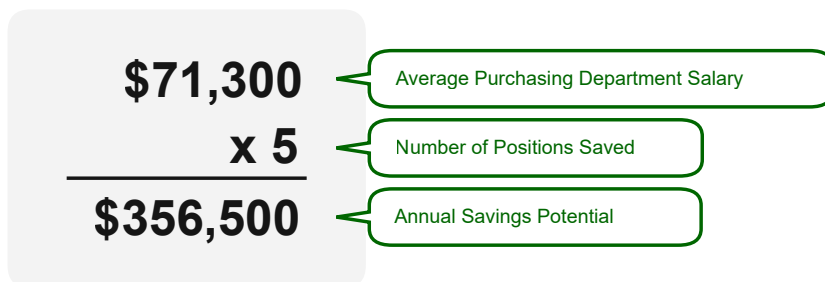 $71,300
Average Purchasing Department Salary
x 5
Number of Positions Saved
$356,500
Annual Savings Potential